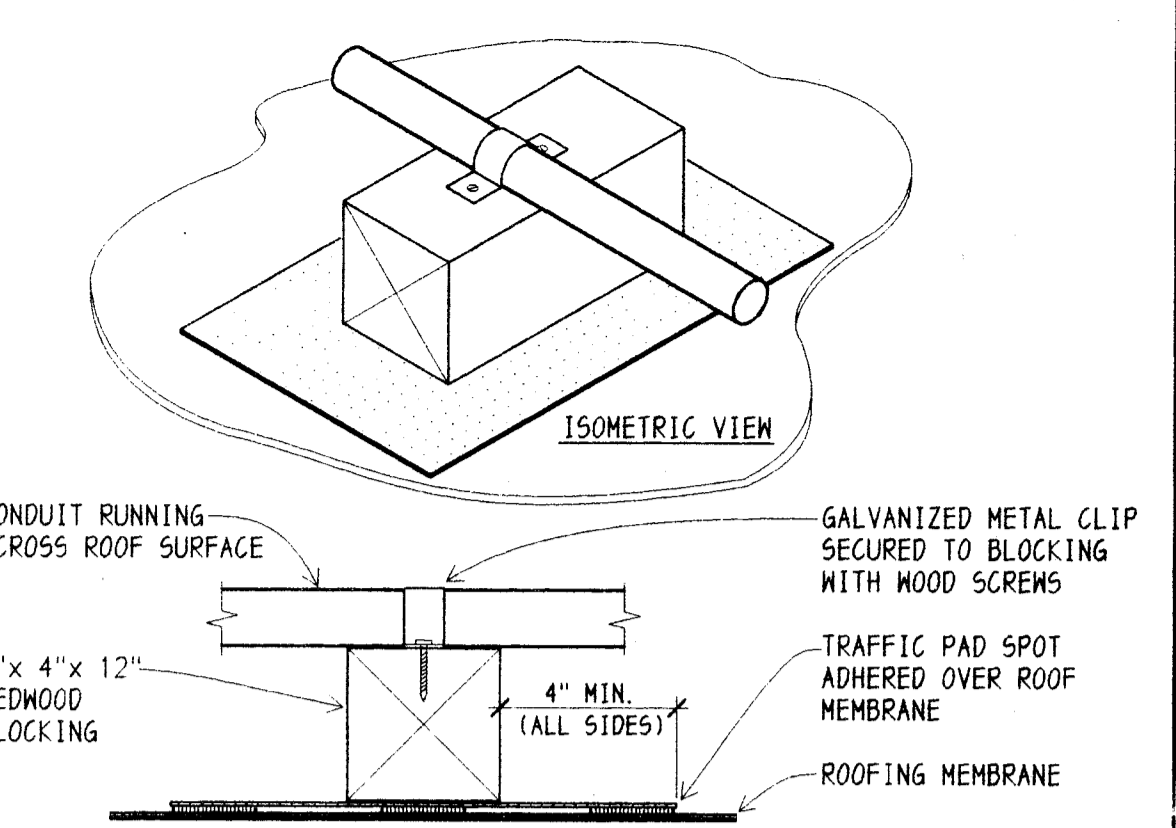 ISOMETRIC VIEW
ONDUIT RUNNING
CROSS ROOF SURFACE
"x 4"x 12"
EDWOOD
LOCKING
4" MIN.
(ALL SIDES)
GALVANIZED METAL CLIP
SECURED TO BLOCKING
WITH WOOD SCREWS
TRAFFIC PAD SPOT
ADHERED OVER ROOF
MEMBRANE
ROOFING MEMBRANE